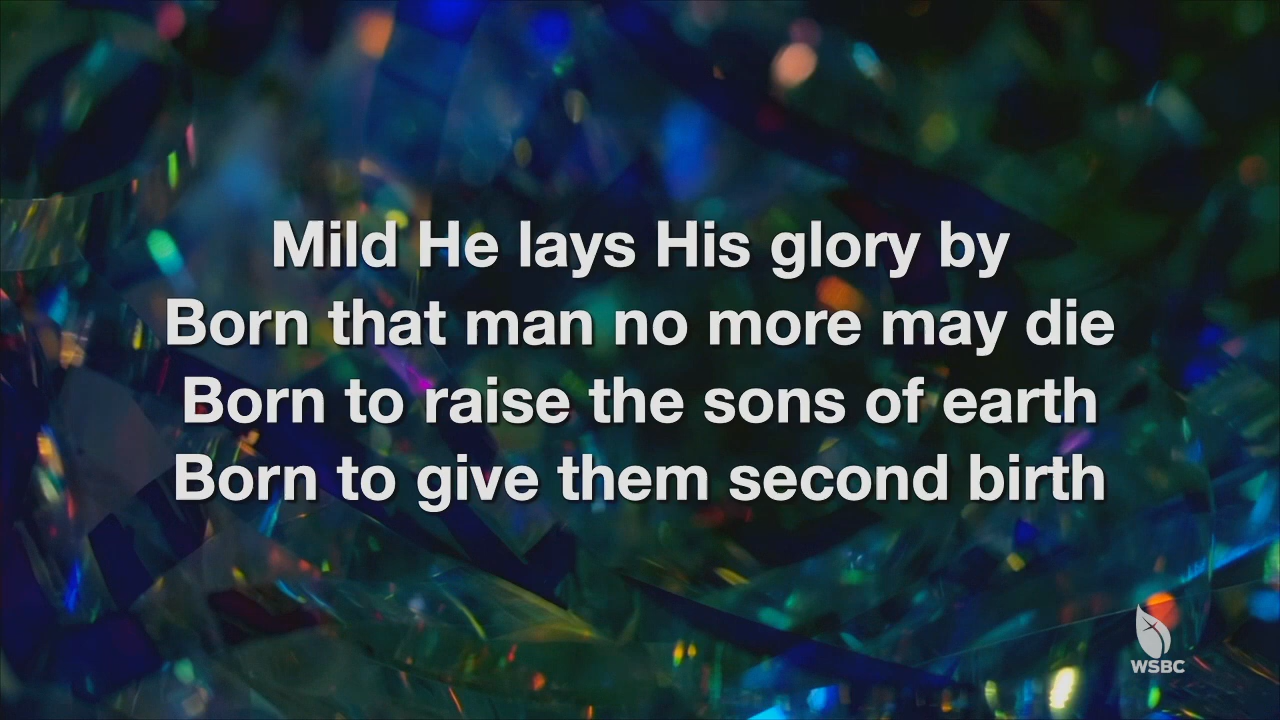 Mild He lays His glory by
Born that man no more may die
Born to raise the sons of earth
Born to give them second birth
WSBC